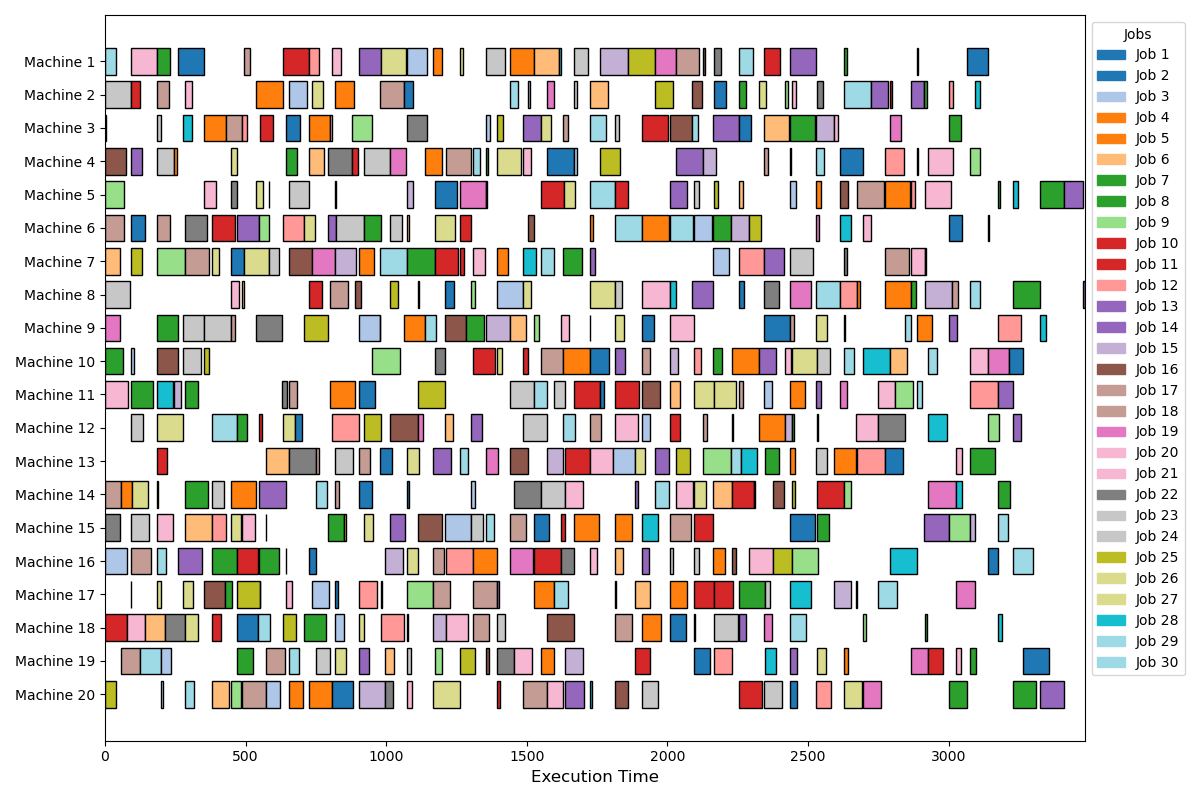 Machine 1
Machine 2
Machine 3
Machine 4
Machine 5
Machine 6
Machine 7
Machine 8
Machine 9
Machine 10
Machine 11
Machine 12
Machine 13
Machine 14
Machine 15
Machine 16
Machine 17
Machine 18
Machine 19
Machine 20
0 500 1000 1500 2000 2500 3000
Execution Time
Jobs
Job 1
Job 2
Job 3
Job 4
Job 5
Job 6
Job 7
Job 8
Job 9
Job 10
Job 11
Job 12
Job 13
Job 14
Job 15
Job 16
Job 17
Job 18
Job 19
Job 20
Job 21
Job 22
Job 23
Job 24
Job 25
Job 26
Job 27
Job 28
Job 29
Job 30